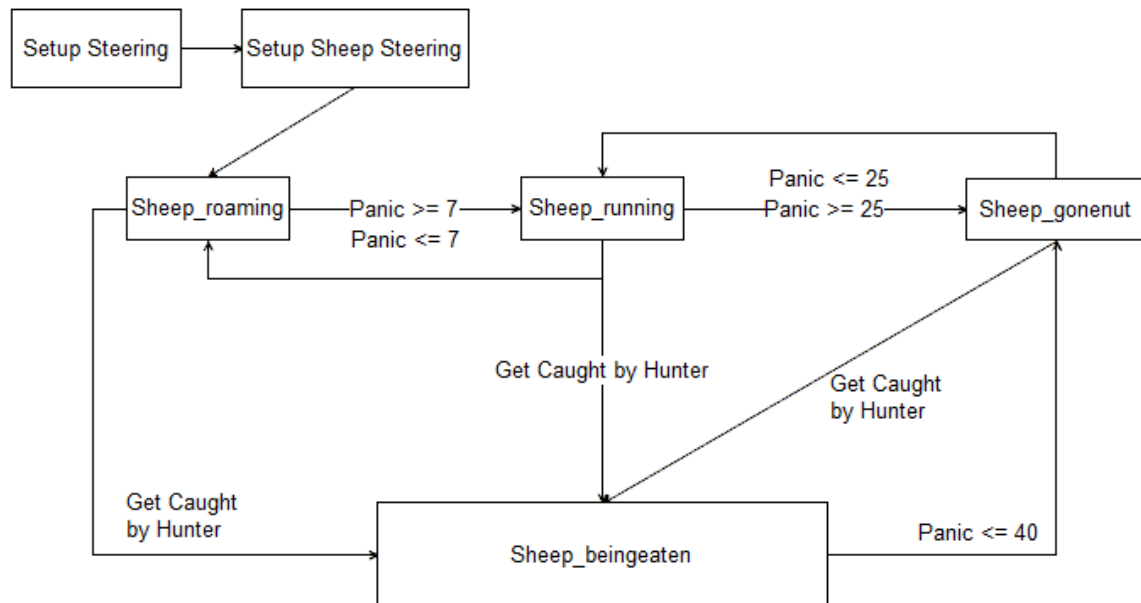 Setup Steering
Setup Sheep Steering
Sheep_roaming
Panic >= 7
Panic <= 7
Sheep_running
Panic <= 25
Panic >= 25
Sheep_gonenut
Get Caught by Hunter
Get Caught
by Hunter
Get Caught
by Hunter
Sheep_beingeaten
Panic <= 40